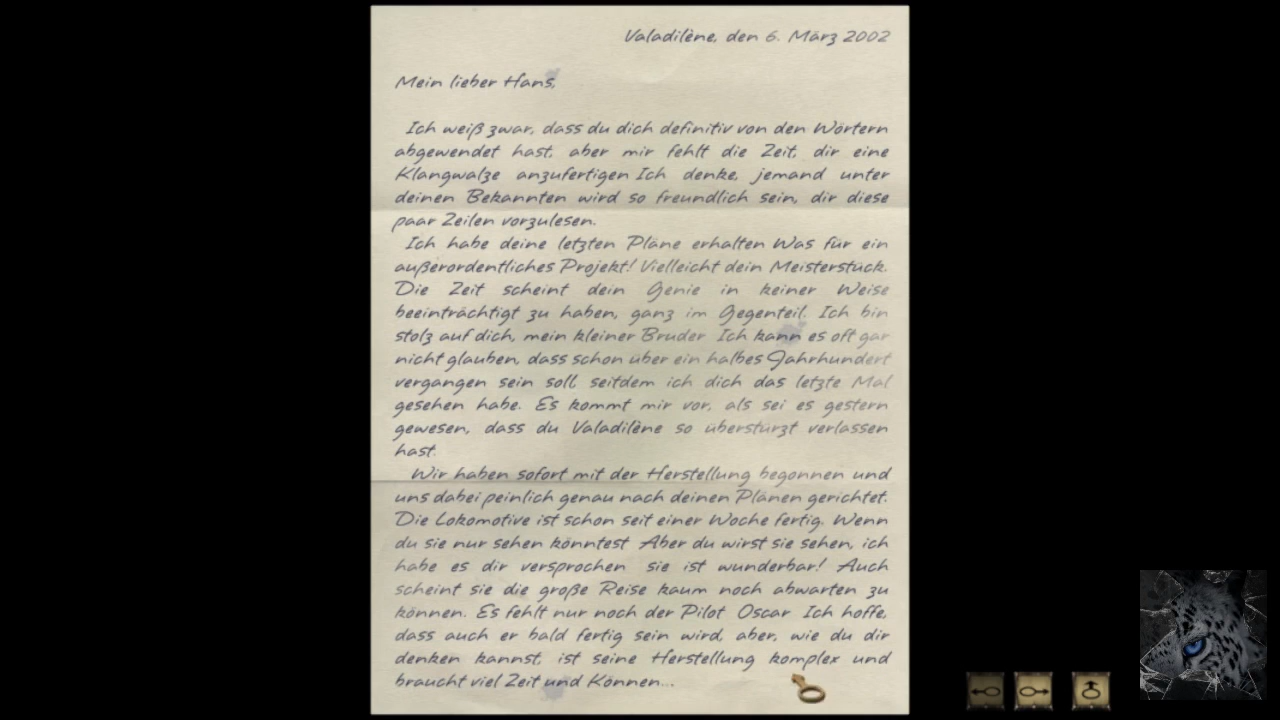 Valadilène, den 6. März 2002
Mein lieber Hans,
Ich weiß zwar, dass du dich definitiv von den Wörtern
abgewendet hast, aber mir fehlt die Zeit, dir eine
Klangwalze anzufertigen Ich denke, jemand unter
deinen Bekannten wird so freundlich sein, dir diese
paar Zeilen vorzulesen.
Ich habe deine letzten Pläne erhalten Was für ein
außerordentliches Projekt! Vielleicht dein Meisterstück.
Die Zeit scheint dein Genie in keiner Weise
beeinträchtigt zu haben, ganz im Gegenteil. Ich bin
stolz auf dich, mein kleiner Bruder Ich kann es oft gar
nicht glauben, dass schon über ein halbes Jahrhundert
vergangen sein soll, seitdem ich dich das letzte Mal
gesehen habe. Es kommt mir vor, als sei es gestern
gewesen, dass du Valadilène so überstürzt verlassen
hast.
Wir haben sofort mit der Herstellung begonnen und
uns dabei peinlich genau nach deinen Plänen gerichtet.
Die Lokomotive ist schon seit einer Woche fertig. Wenn
du sie nur sehen könntest Aber du wirst sie sehen, ich
habe es dir versprochen sie ist wunderbar! Auch
scheint sie die große Reise kaum noch abwarten zu
können. Es fehlt nur noch der Pilot Oscar Ich hoffe,
dass auch er bald fertig sein wird, aber, wie du dir
denken kannst, ist seine Herstellung komplex und
braucht viel Zeit und Können...